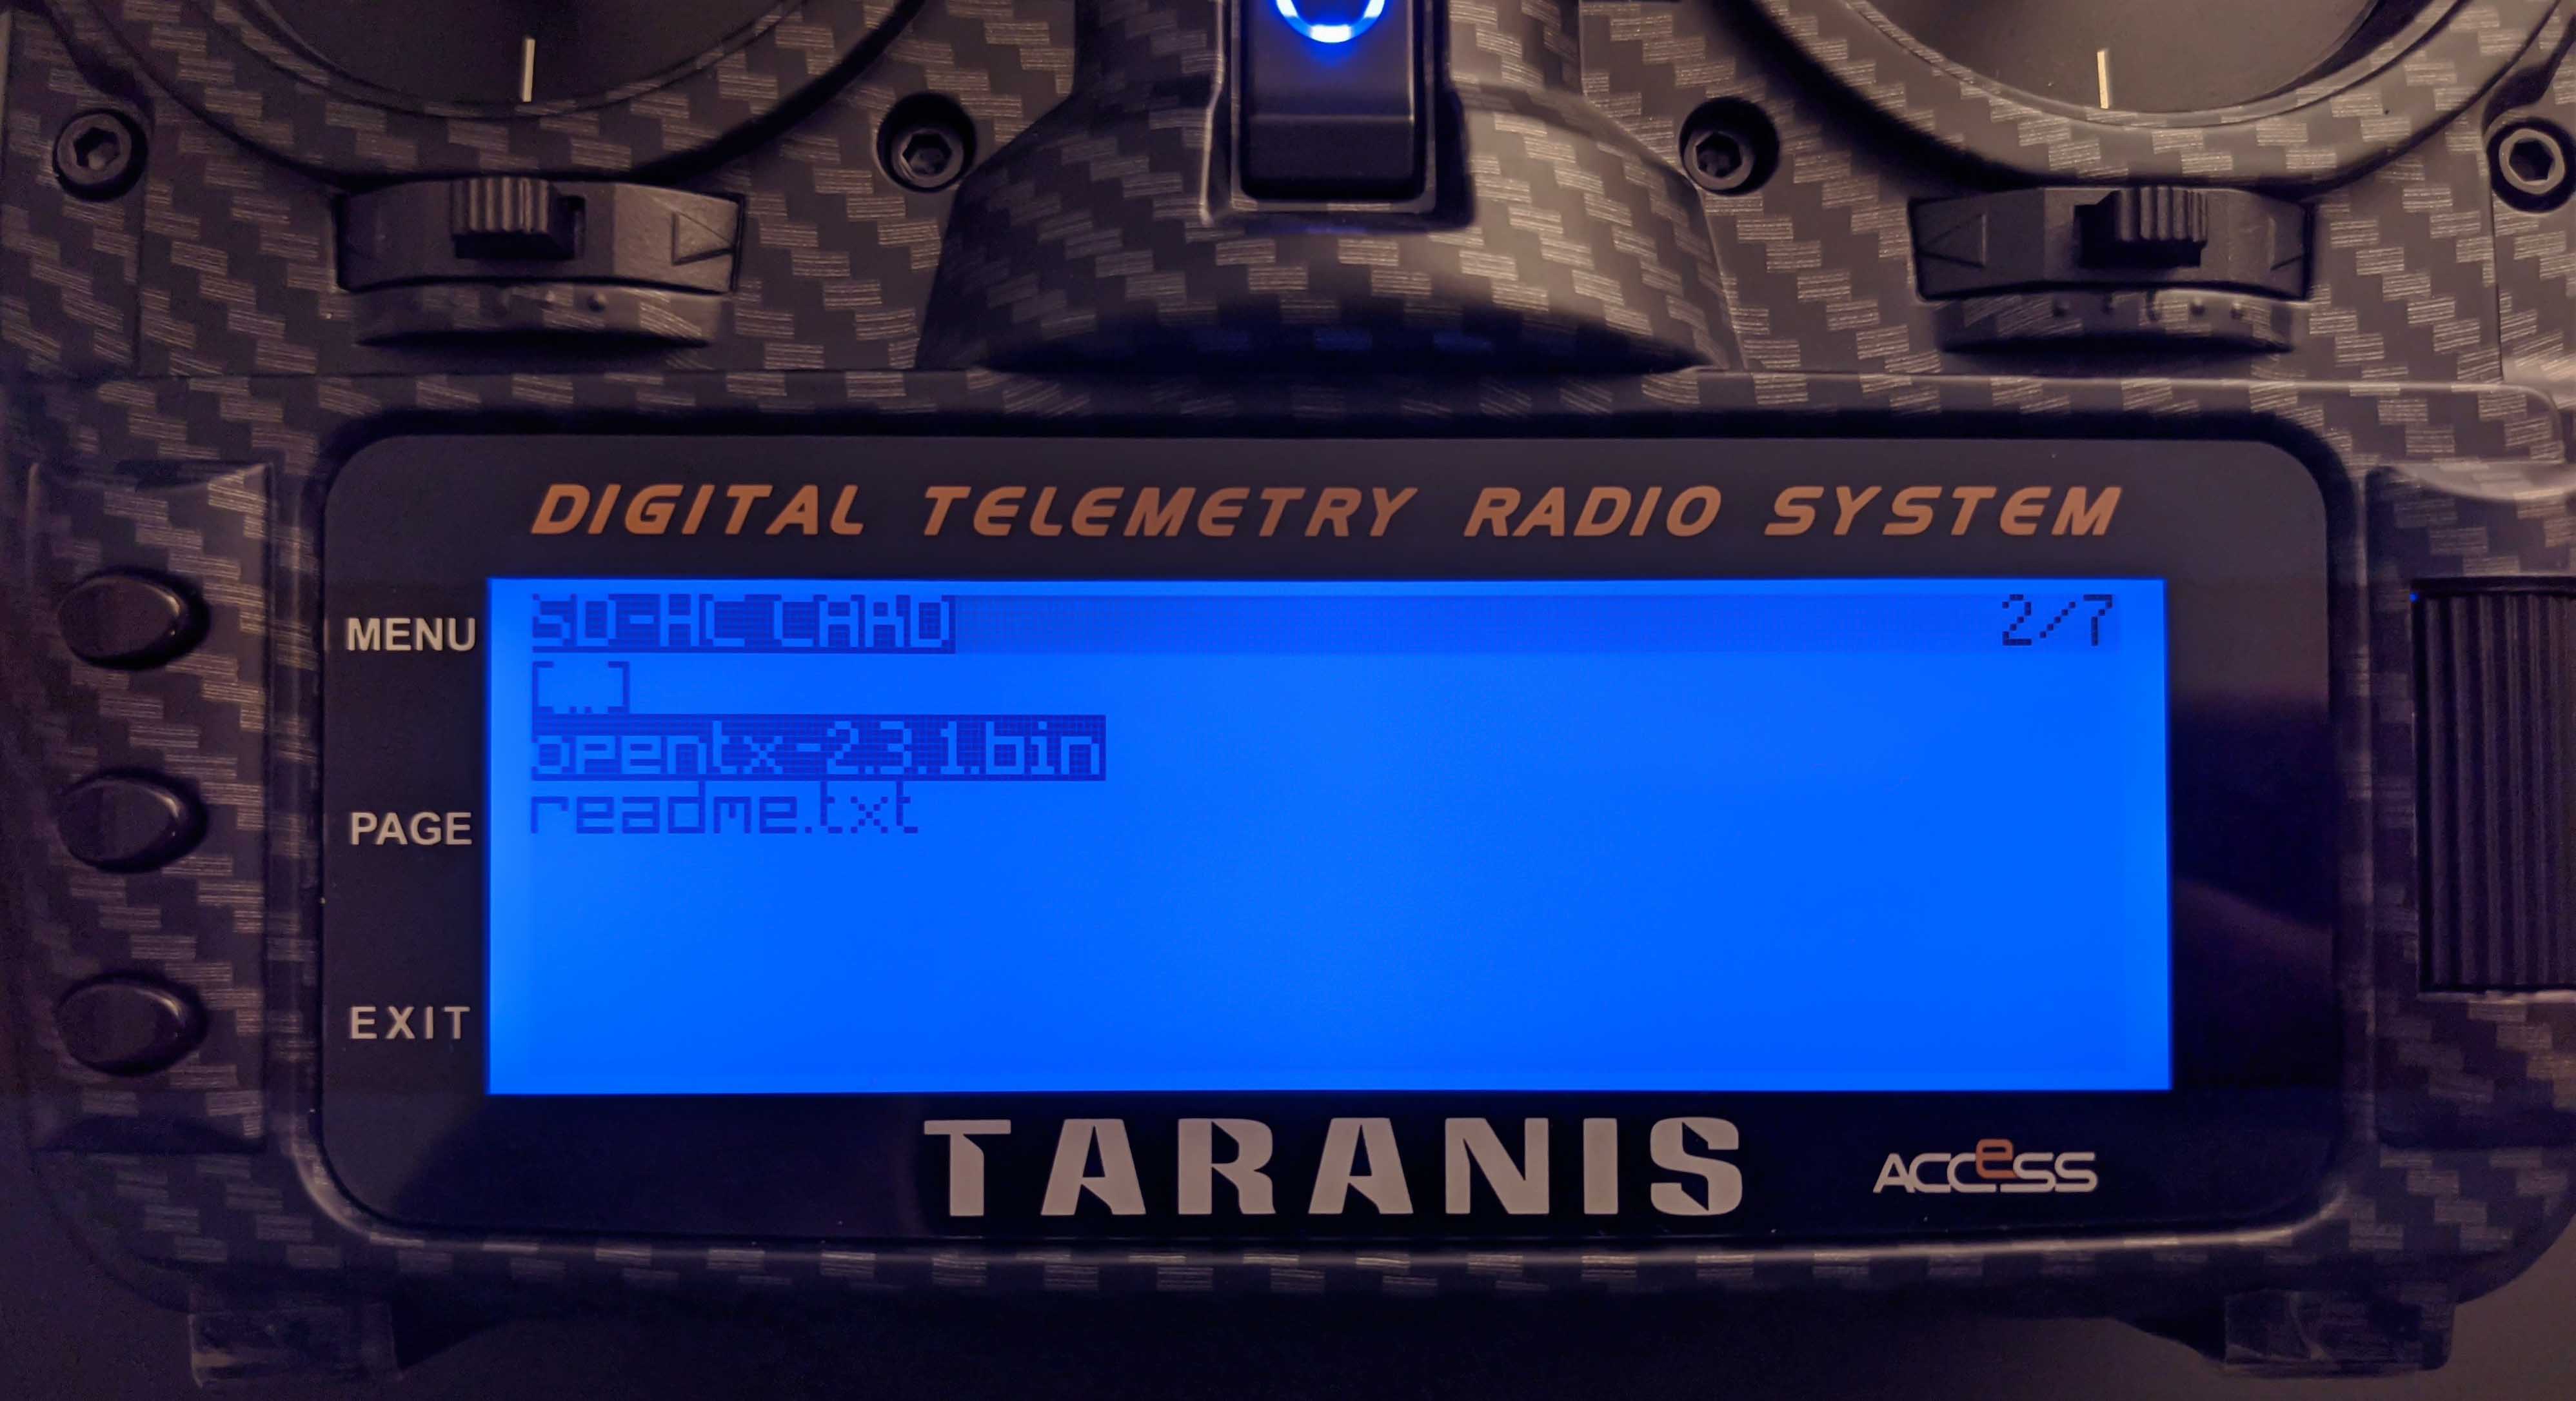 DIGITAL TELEMETRY RADIO SYSTEM
SD-HC CARD 2/7
MENU
[..]
opentx-2.3.1.bin
readme.txt
PAGE
EXIT
TARANIS ACCESS